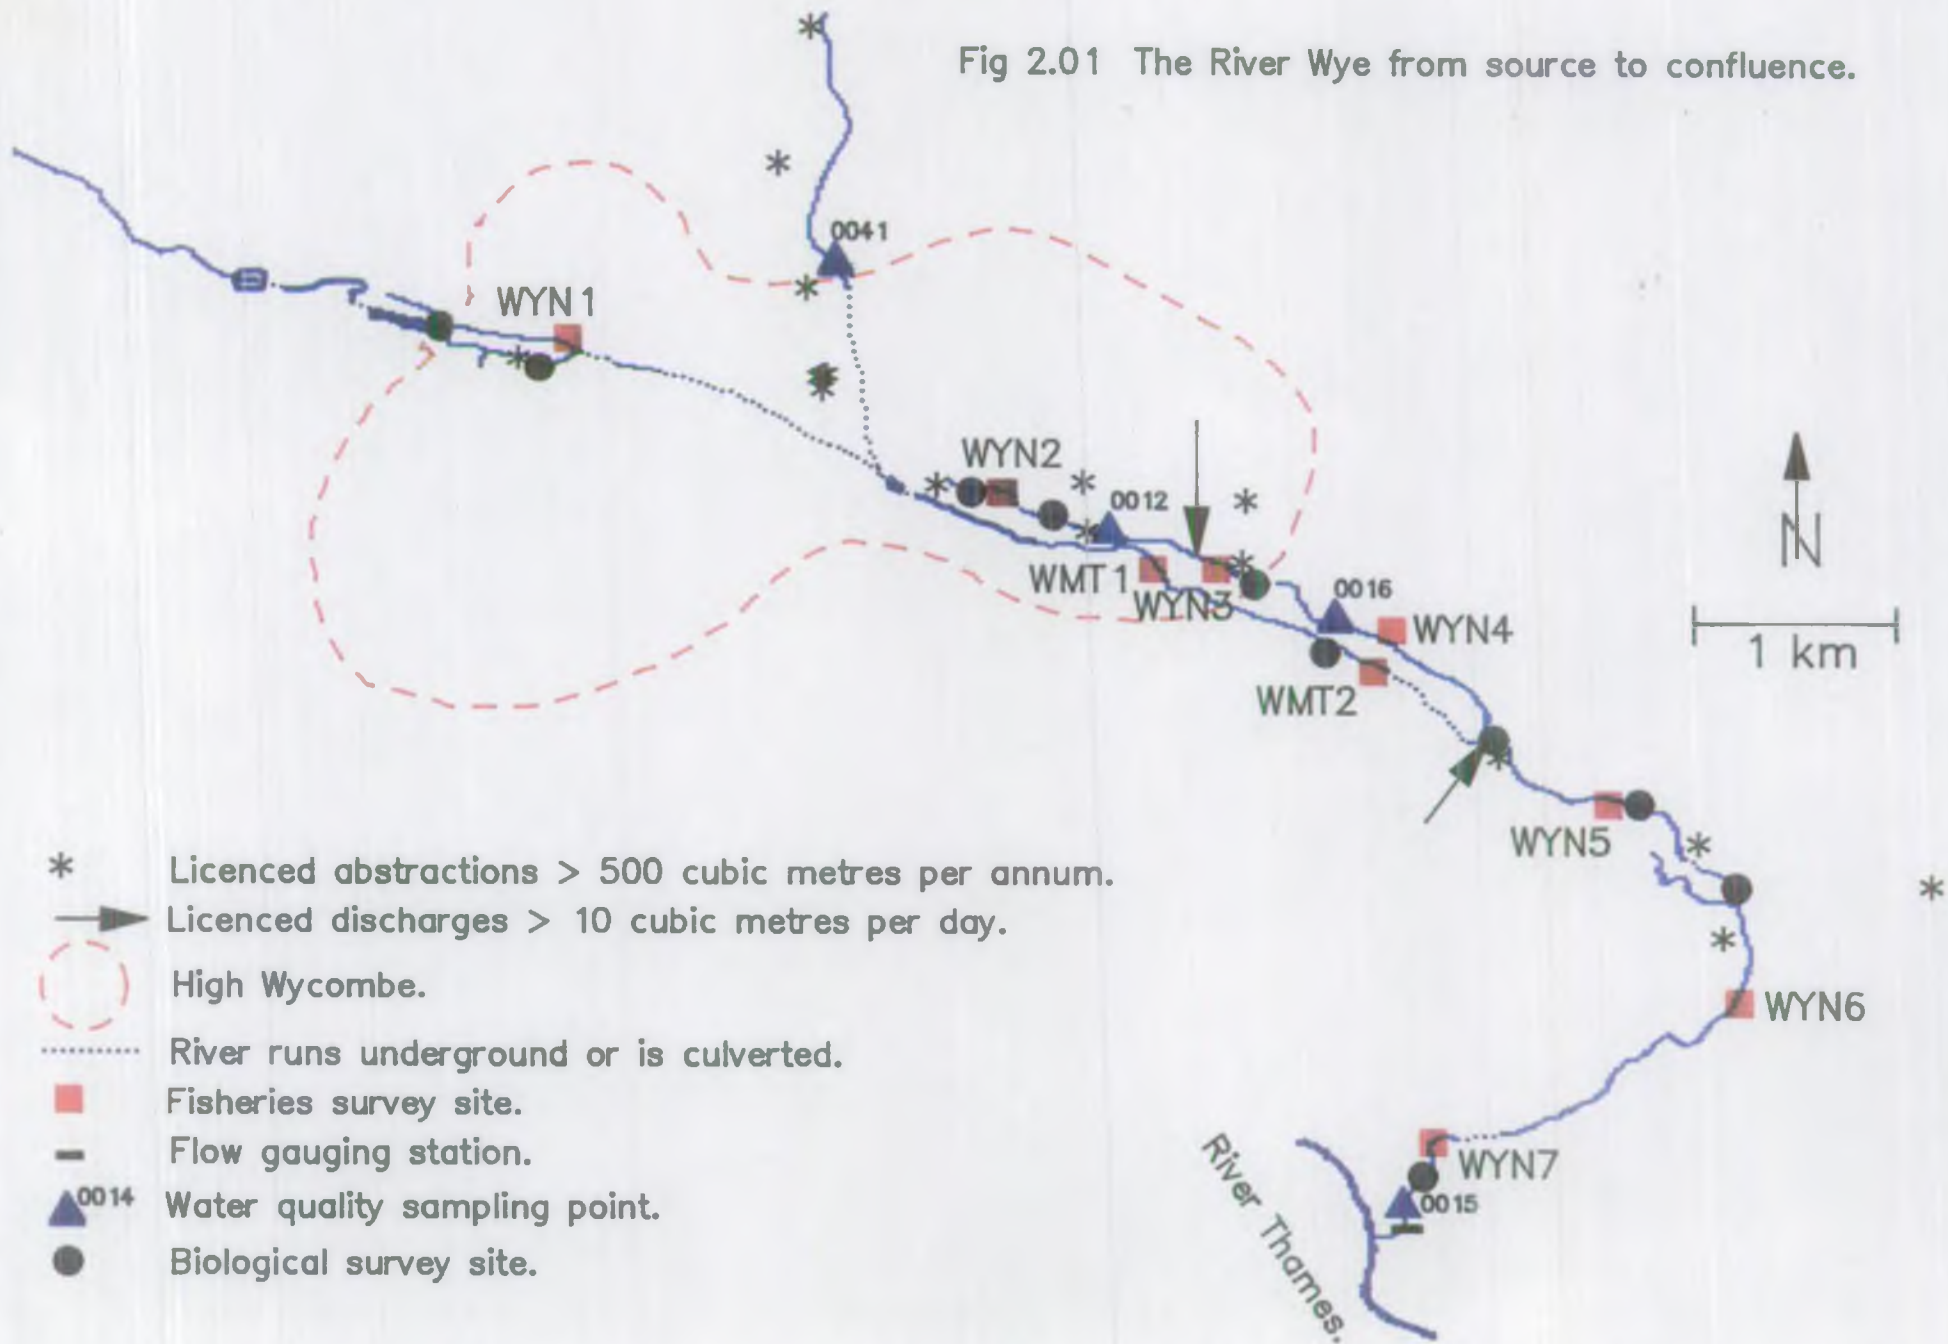 Fig 2.01 The River Wye from source to confluence.
0041
WYN 1
WYN2
0012
WMT 1
WYN3
0016
WYN4
N
1 km
WMT2
WYN5
* Licenced abstractions > 500 cubic metres per annum.
Licenced discharges > 10 cubic metres per day.
High Wycombe.
River runs underground or is culverted.
Fisheries survey site.
Flow gauging station.
0014 Water quality sampling point.
Biological survey site.
WYN6
WYN7
0015
River Thames.